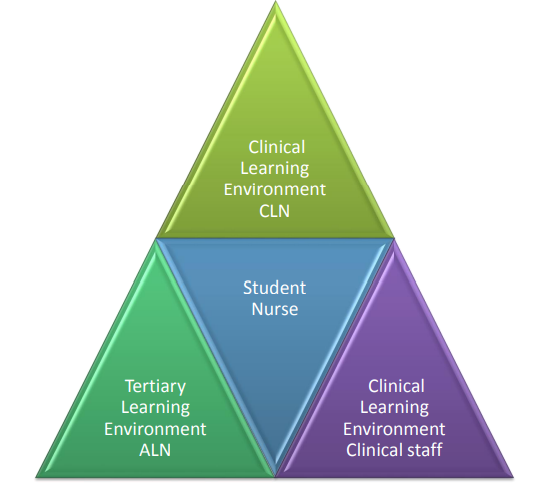 Clinical
Learning
Environment
CLN
Student
Nurse
Tertiary
Learning
Environment
ALN
Clinical
Learning
Environment
Clinical staff